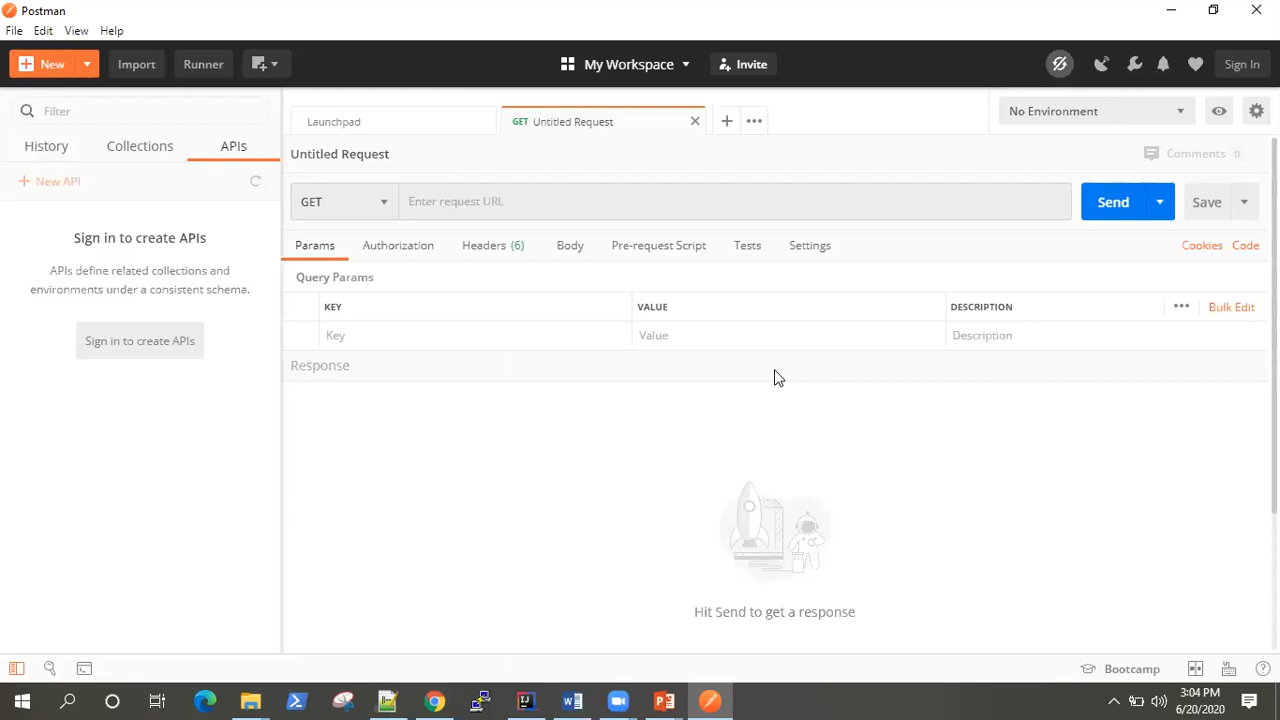 Postman
File Edit View Help
New Import Runner My Workspace Invite Sign In
Filter
History Collections APIs
New API
Sign in to create APIs
APIs define related collections and
environments under a consistent schema.
Sign in to create APIs
Launchpad GET Untitled Request No Environment
Untitled Request Comments 0
GET Enter request URL Send Save
Params Authorization Headers (6) Body Pre-request Script Tests Settings Cookies Code
Query Params
KEY VALUE DESCRIPTION Bulk Edit
Key Value Description
Response
Hit Send to get a response
Bootcamp
3:04 PM
6/20/2020